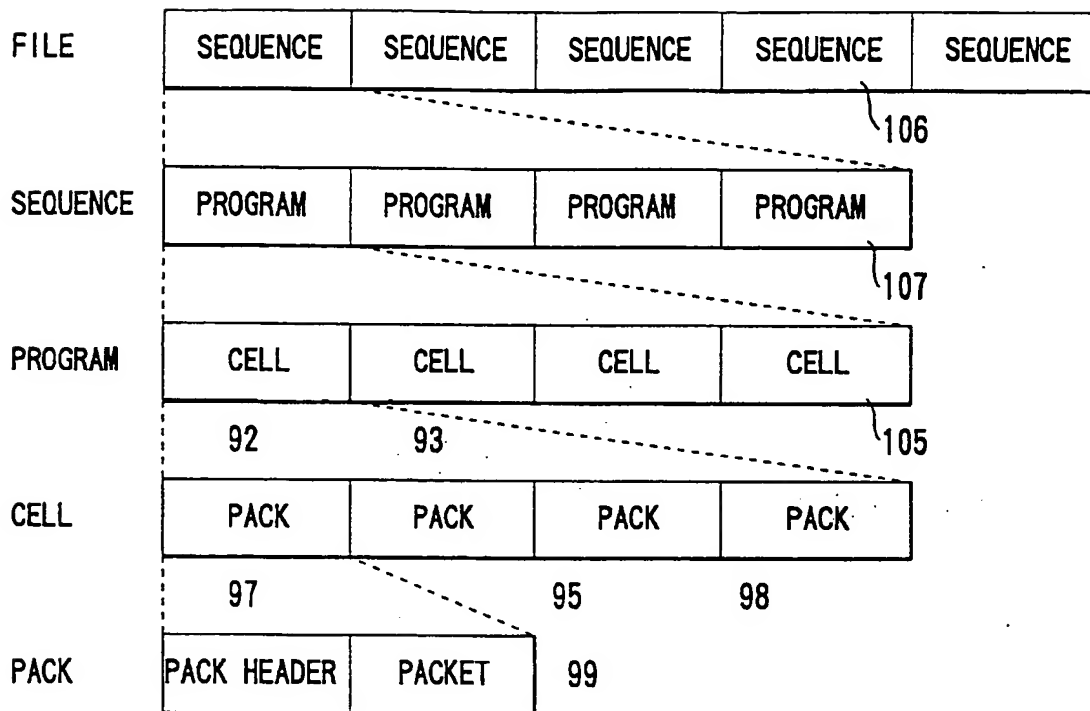 FILE SEQUENCE SEQUENCE SEQUENCE SEQUENCE SEQUENCE
106
SEQUENCE PROGRAM PROGRAM PROGRAM PROGRAM
107
PROGRAM CELL CELL CELL CELL
92 93 105
CELL PACK PACK PACK PACK
97 95 98
PACK PACK HEADER PACKET 99